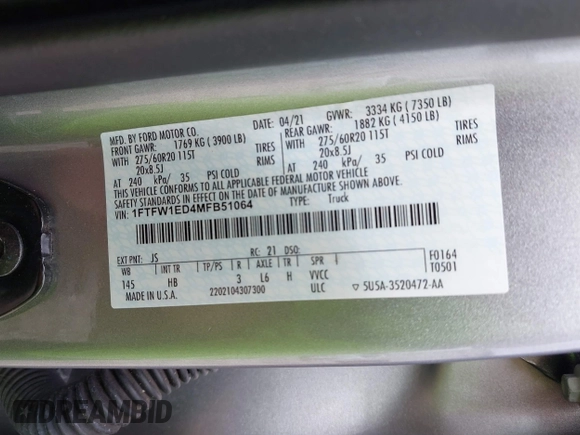 MFD. BY FORD MOTOR CO.
DATE: 04/21 GVWR: 3334 KG ( 7350 LB)
FRONT GAWR: 1769 KG ( 3900 LB) REAR GAWR: 1882 KG ( 4150 LB)
WITH 275/60R20 115T TIRES WITH 275/60R20 115T TIRES
20x8.5J RIMS 20x8.5J RIMS
AT 240 kPa/ 35 PSI COLD AT 240 kPa/ 35 PSI COLD
THIS VEHICLE CONFORMS TO ALL APPLICABLE FEDERAL MOTOR VEHICLE
SAFETY STANDARDS IN EFFECT ON THE DATE OF MANUFACTURE SHOWN ABOVE.
VIN: 1FTFW1ED4MFB51064 TYPE: Truck
EXT PNT: JS RC: 21 DSO: F0164
WB INT TR TP/PS R AXLE TR SPR T0501
145 HB 3 L6 H VVCC
MADE IN U.S.A. 2202104307300 ULC ▽ 5U5A-3520472-AA
DREAMBID